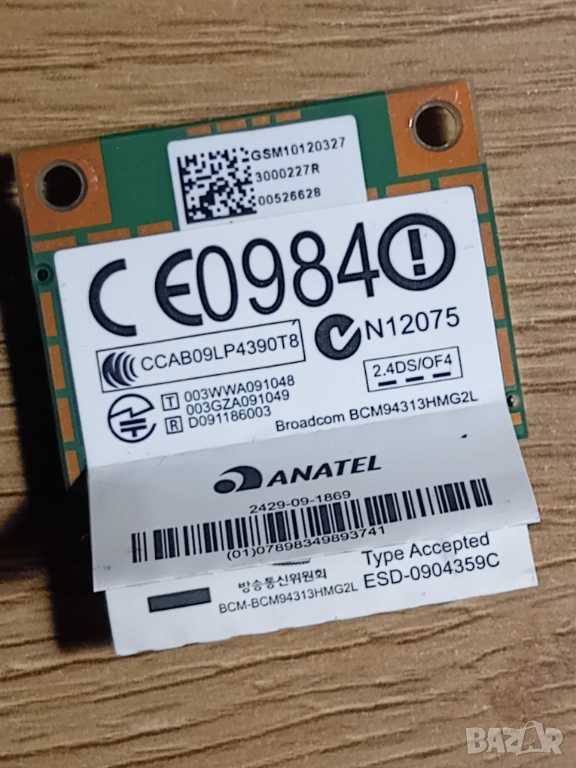 GSM10120327
3000227R
00526628
CE0984!
CCAB09LP4390T8
N12075
T 003WWA091048
003GZA091049
R D091186003
2.4DS/OF4
Broadcom BCM94313HMG2L
ANATEL
2429-09-1869
(01)07898349893741
방송통신위원회
BCM-BCM94313HMG2L
Type Accepted
ESD-0904359C
BAZAR